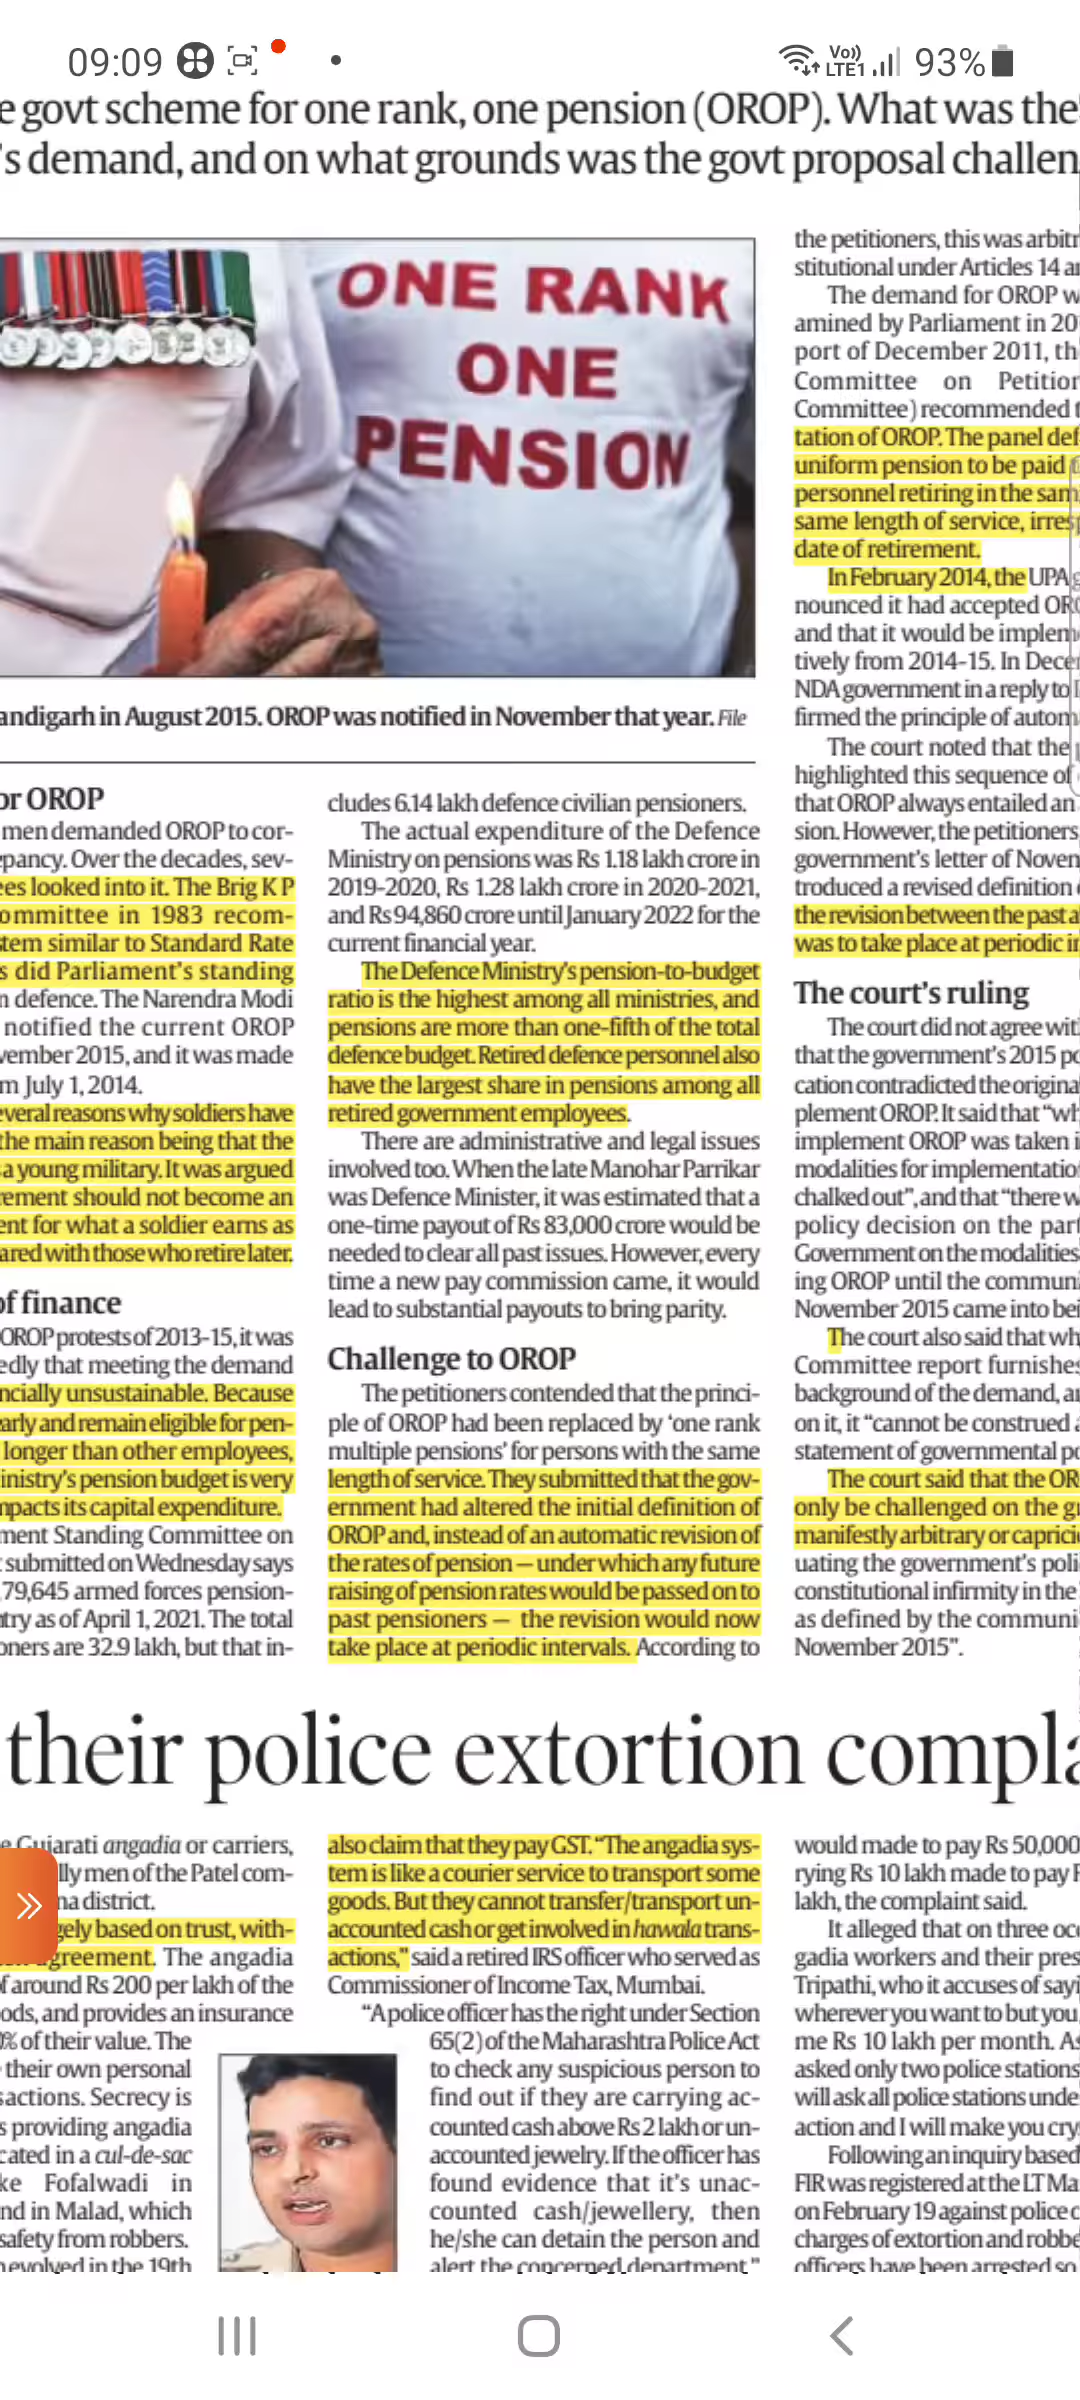 09:09
Vo))
LTE1
93%
e govt scheme for one rank, one pension (OROP). What was the
's demand, and on what grounds was the govt proposal challen
ONE RANK
ONE
PENSION
andigarh in August 2015. OROP was notified in November that year. File
or OROP
men demanded OROP to cor-
epancy. Over the decades, sev-
ees looked into it. The Brig K P
ommittee in 1983 recom-
stem similar to Standard Rate
s did Parliament's standing
n defence. The Narendra Modi
notified the current OROP
vember 2015, and it was made
m July 1, 2014.
everal reasons why soldiers have
the main reason being that the
a young military. It was argued
rement should not become an
ent for what a soldier earns as
ared with those who retire later.
of finance
OROP protests of 2013-15, it was
edly that meeting the demand
ncially unsustainable. Because
early and remain eligible for pen-
longer than other employees,
inistry's pension budget is very
mpacts its capital expenditure.
ment Standing Committee on
submitted on Wednesday says
79,645 armed forces pension-
try as of April 1, 2021. The total
oners are 32.9 lakh, but that in-
cludes 6.14 lakh defence civilian pensioners.
The actual expenditure of the Defence
Ministry on pensions was Rs 1.18 lakh crore in
2019-2020, Rs 1.28 lakh crore in 2020-2021,
and Rs 94,860 crore until January 2022 for the
current financial year.
The Defence Ministry's pension-to-budget
ratio is the highest among all ministries, and
pensions are more than one-fifth of the total
defence budget. Retired defence personnel also
have the largest share in pensions among all
retired government employees.
There are administrative and legal issues
involved too. When the late Manohar Parrikar
was Defence Minister, it was estimated that a
one-time payout of Rs 83,000 crore would be
needed to clear all past issues. However, every
time a new pay commission came, it would
lead to substantial payouts to bring parity.
Challenge to OROP
The petitioners contended that the princi-
ple of OROP had been replaced by 'one rank
multiple pensions' for persons with the same
length of service. They submitted that the gov-
ernment had altered the initial definition of
OROP and, instead of an automatic revision of
the rates of pension — under which any future
raising of pension rates would be passed on to
past pensioners — the revision would now
take place at periodic intervals. According to
the petitioners, this was arbitr
stitutional under Articles 14 a
The demand for OROP w
amined by Parliament in 20
port of December 2011, th
Committee on Petition
Committee) recommended t
tation of OROP. The panel def
uniform pension to be paid
personnel retiring in the sam
same length of service, irres
date of retirement.
In February 2014, the UPA g
nounced it had accepted ORO
and that it would be implem
tively from 2014-15. In Dece
NDA government in a reply to
firmed the principle of autom
The court noted that the
highlighted this sequence of
that OROP always entailed an
sion. However, the petitioners
government's letter of Noven
troduced a revised definition
the revision between the past a
was to take place at periodic in
The court's ruling
The court did not agree wit
that the government's 2015 po
cation contradicted the original
plement OROP. It said that "wh
implement OROP was taken i
modalities for implementatio
chalked out", and that "there w
policy decision on the part
Government on the modalities
ing OROP until the communi
November 2015 came into bei
The court also said that wh
Committee report furnishes
background of the demand, a
on it, it "cannot be construed a
statement of governmental po
The court said that the OR
only be challenged on the g
manifestly arbitrary or capricio
uating the government's poli
constitutional infirmity in the
as defined by the communi
November 2015".
their police extortion compla
e Gujarati angadia or carriers,
lly men of the Patel com-
na district.
gely based on trust, with-
agreement. The angadia
f around Rs 200 per lakh of the
ods, and provides an insurance
0% of their value. The
their own personal
sactions. Secrecy is
s providing angadia
cated in a cul-de-sac
ke Fofalwadi in
nd in Malad, which
safety from robbers.
evolved in the 19th
also claim that they pay GST. "The angadia sys-
tem is like a courier service to transport some
goods. But they cannot transfer/transport un-
accounted cash or get involved in hawala trans-
actions," said a retired IRS officer who served as
Commissioner of Income Tax, Mumbai.
"A police officer has the right under Section
65(2) of the Maharashtra Police Act
to check any suspicious person to
find out if they are carrying ac-
counted cash above Rs 2 lakh or un-
accounted jewelry. If the officer has
found evidence that it's unac-
counted cash/jewellery, then
he/she can detain the person and
alert the concerned department."
would made to pay Rs 50,000
rying Rs 10 lakh made to pay
lakh, the complaint said.
It alleged that on three occ
gadia workers and their pres
Tripathi, who it accuses of sayi
wherever you want to but you
me Rs 10 lakh per month. As
asked only two police stations
will ask all police stations unde
action and I will make you cry
Following an inquiry based
FIR was registered at the LT Ma
on February 19 against police o
charges of extortion and robbe
officers have been arrested so